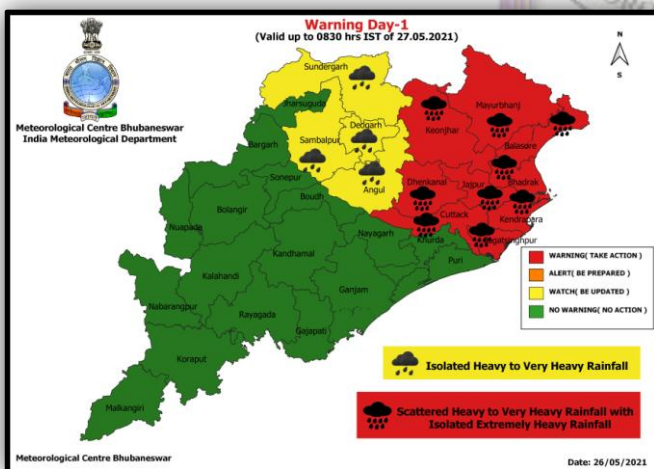 Warning Day-1
(Valid up to 0830 hrs IST of 27.05.2021)
N
S
Meteorological Centre Bhubaneswar
India Meteorological Department
Sundergarh
Jharsuguda
Deogarh
Sambalpur
Bargarh
Keonjhar
Mayurbhanj
Balasore
Sonepur
Angul
Dhenkanal
Jajpur
Bhadrak
Boudh
Bolangir
Cuttack
Kendrapara
Nuapada
Nayagarh
Khurda
Jagatsinghpur
Kandhamal
Puri
Kalahandi
Ganjam
Nabarangpur
Rayagada
Gajapati
Koraput
Malkangiri
WARNING( TAKE ACTION )
ALERT( BE PREPARED )
WATCH( BE UPDATED )
NO WARNING( NO ACTION )
Isolated Heavy to Very Heavy Rainfall
Scattered Heavy to Very Heavy Rainfall with
Isolated Extremely Heavy Rainfall
Meteorological Centre Bhubaneswar
Date: 26/05/2021